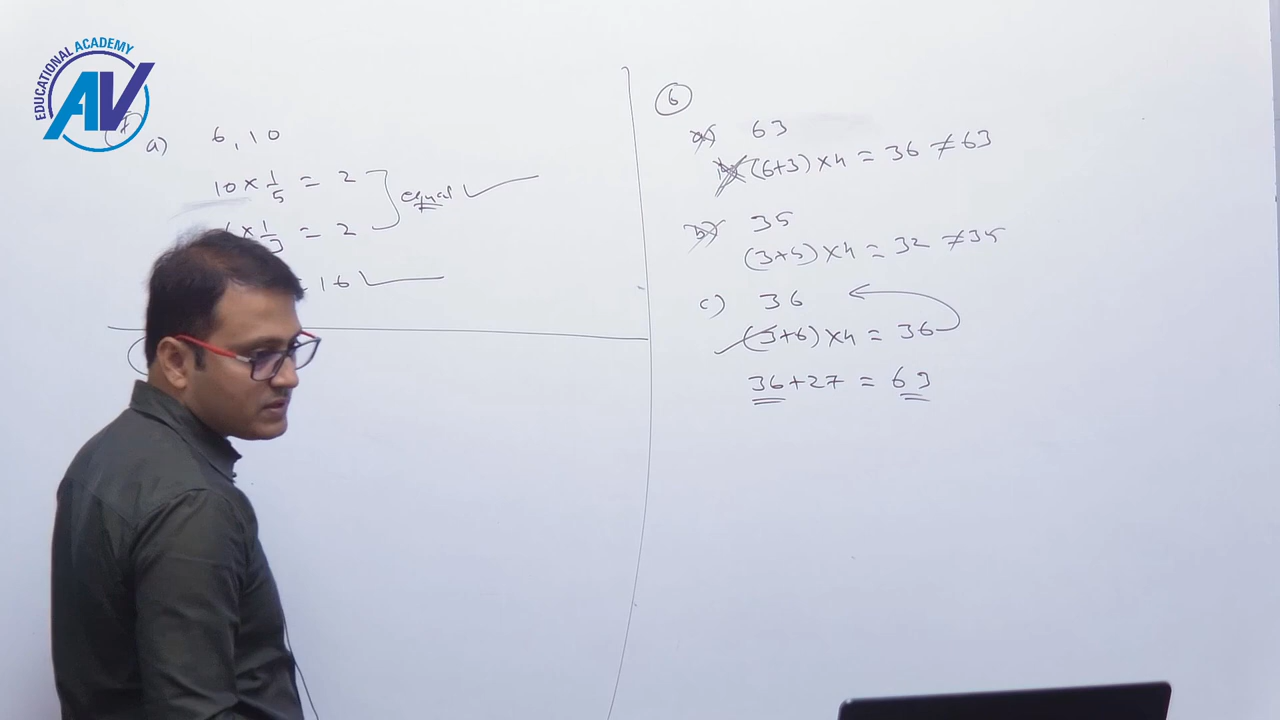 EDUCATIONAL ACADEMY
AV
a) 6, 10
10 × 1/5 = 2
× 1/3 = 2
equal
= 16
6
a) 63
(6+3) × 4 = 36 ≠ 63
b) 35
(3+5) × 4 = 32 ≠ 35
c) 36
(3+6) × 4 = 36
36 + 27 = 63